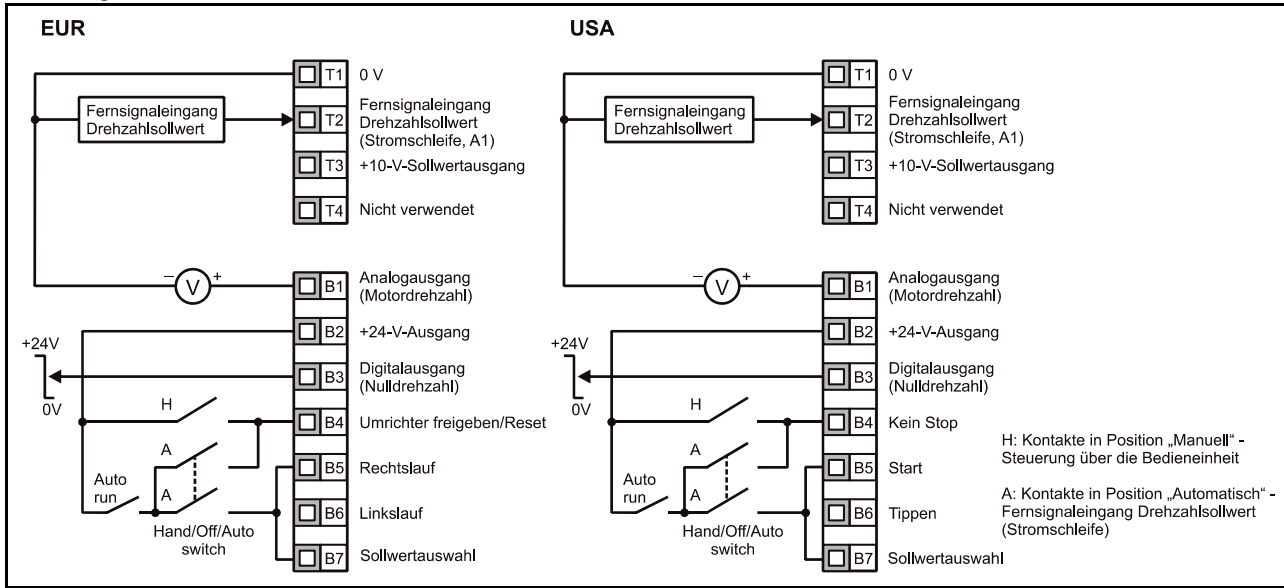 EUR
T1
0 V
Fernsignaleingang
Drehzahlsollwert
T2
Fernsignaleingang
Drehzahlsollwert
(Stromschleife, A1)
T3
+10-V-Sollwertausgang
T4
Nicht verwendet
–
V
+
B1
Analogausgang
(Motordrehzahl)
B2
+24-V-Ausgang
+24V
0V
B3
Digitalausgang
(Nulldrehzahl)
H
B4
Umrichter freigeben/Reset
A
B5
Rechtslauf
Auto
run
A
B6
Linkslauf
Hand/Off/Auto
switch
B7
Sollwertauswahl
USA
T1
0 V
Fernsignaleingang
Drehzahlsollwert
T2
Fernsignaleingang
Drehzahlsollwert
(Stromschleife, A1)
T3
+10-V-Sollwertausgang
T4
Nicht verwendet
–
V
+
B1
Analogausgang
(Motordrehzahl)
B2
+24-V-Ausgang
+24V
0V
B3
Digitalausgang
(Nulldrehzahl)
H
B4
Kein Stop
A
B5
Start
Auto
run
A
B6
Tippen
Hand/Off/Auto
switch
B7
Sollwertauswahl
H: Kontakte in Position „Manuell“ -
Steuerung über die Bedieneinheit
A: Kontakte in Position „Automatisch“ -
Fernsignaleingang Drehzahlsollwert
(Stromschleife)